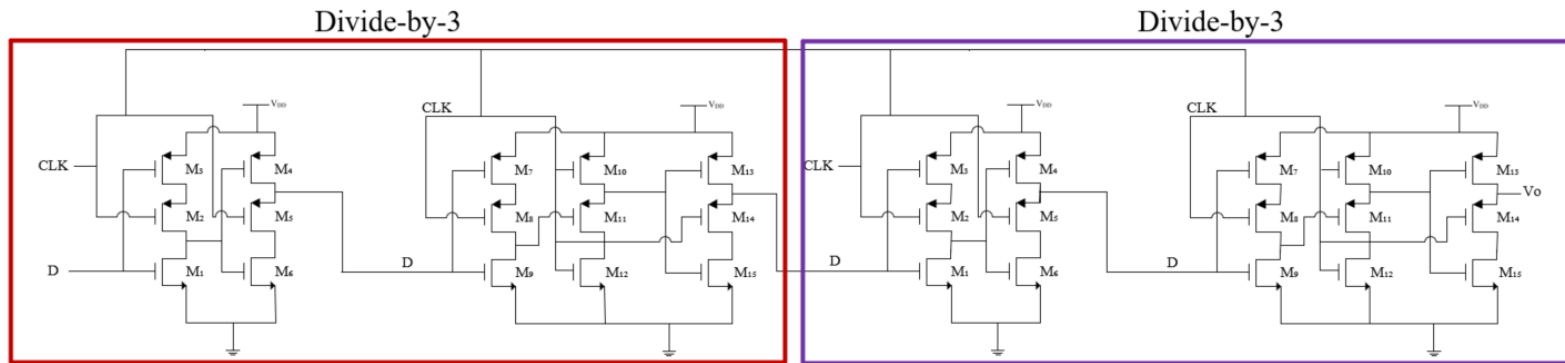 Divide-by-3
Divide-by-3
CLK
CLK
VDD
VDD
VDD
VDD
CLK
CLK
M3
M4
M7
M10
M13
M3
M4
M7
M10
M13
M2
M5
M8
M11
M14
M2
M5
M8
M11
M14
Vo
D
D
D
D
M1
M6
M9
M12
M15
M1
M6
M9
M12
M15